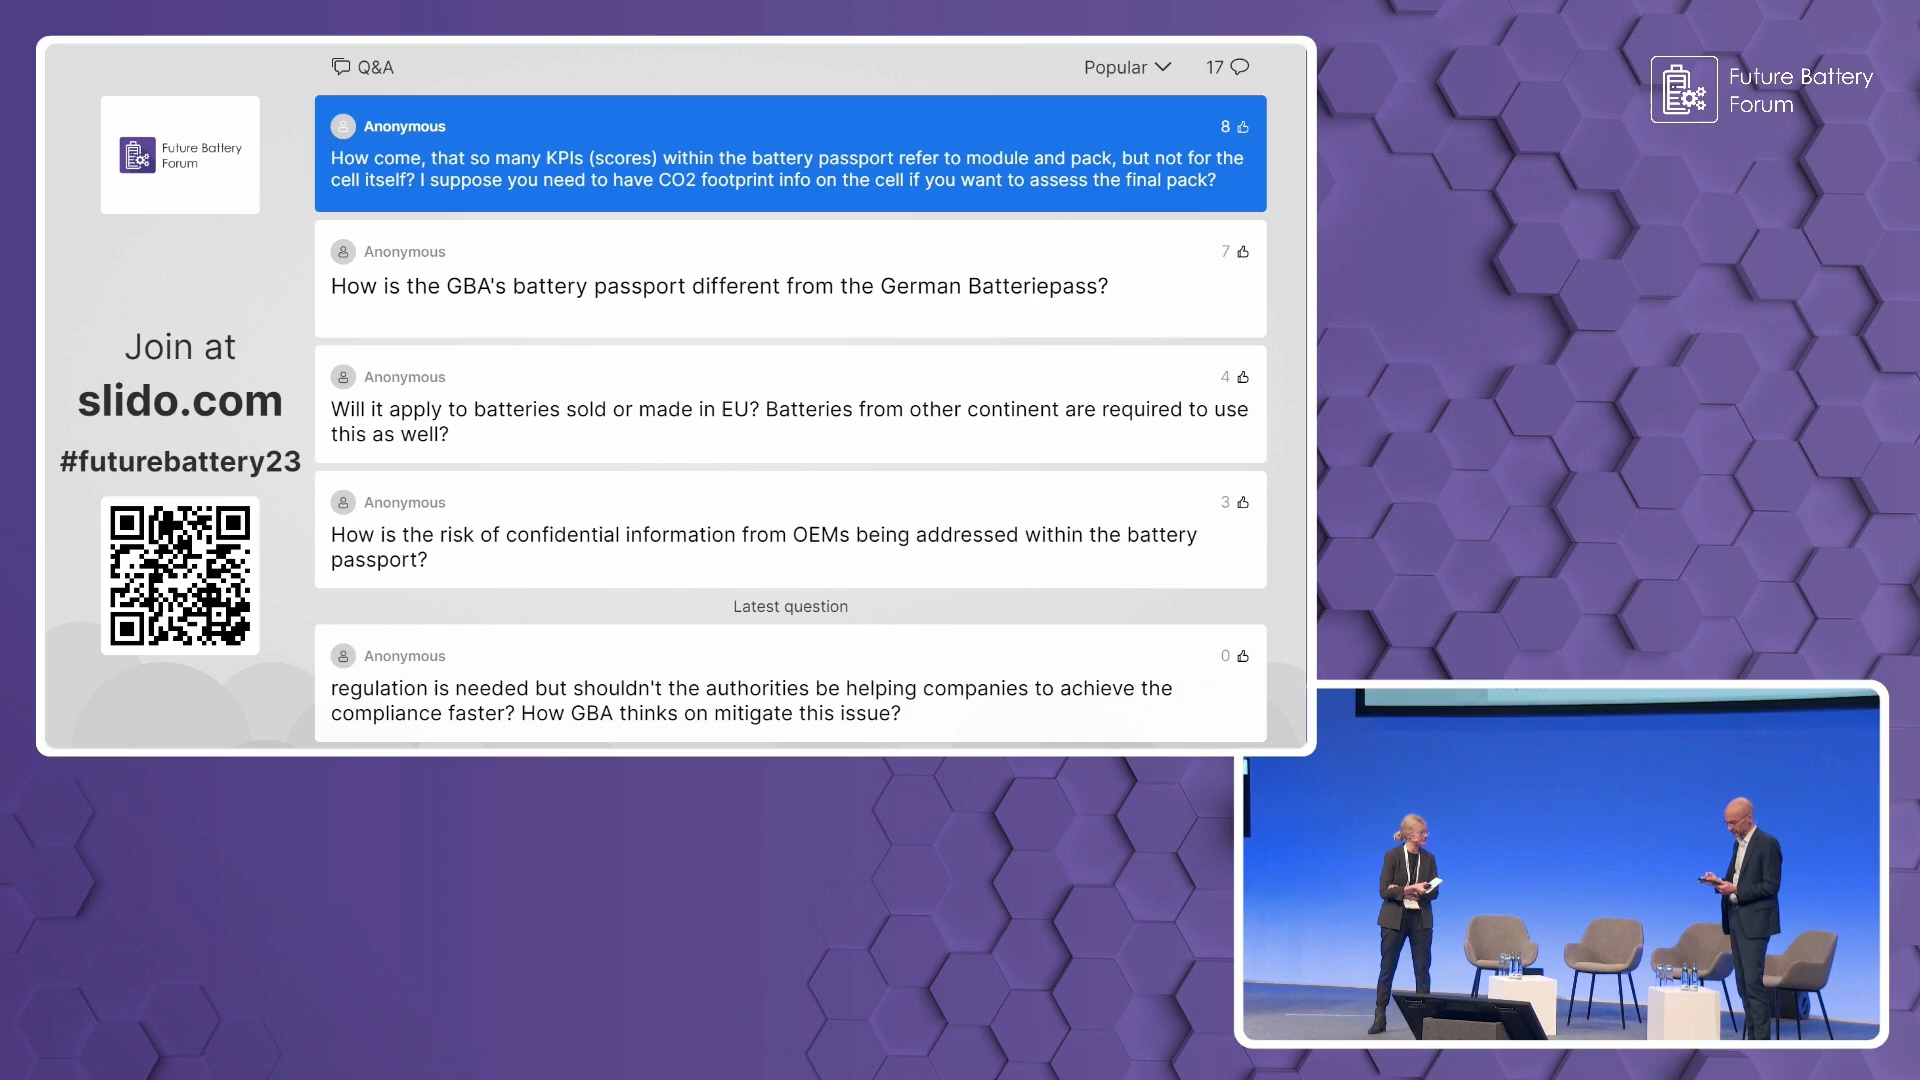 Q&A
Popular
17
Future Battery
Forum
Join at
slido.com
#futurebattery23
Anonymous
8
How come, that so many KPIs (scores) within the battery passport refer to module and pack, but not for the
cell itself? I suppose you need to have CO2 footprint info on the cell if you want to assess the final pack?
Anonymous
7
How is the GBA's battery passport different from the German Batteriepass?
Anonymous
4
Will it apply to batteries sold or made in EU? Batteries from other continent are required to use
this as well?
Anonymous
3
How is the risk of confidential information from OEMs being addressed within the battery
passport?
Latest question
Anonymous
0
regulation is needed but shouldn't the authorities be helping companies to achieve the
compliance faster? How GBA thinks on mitigate this issue?
Future Battery
Forum